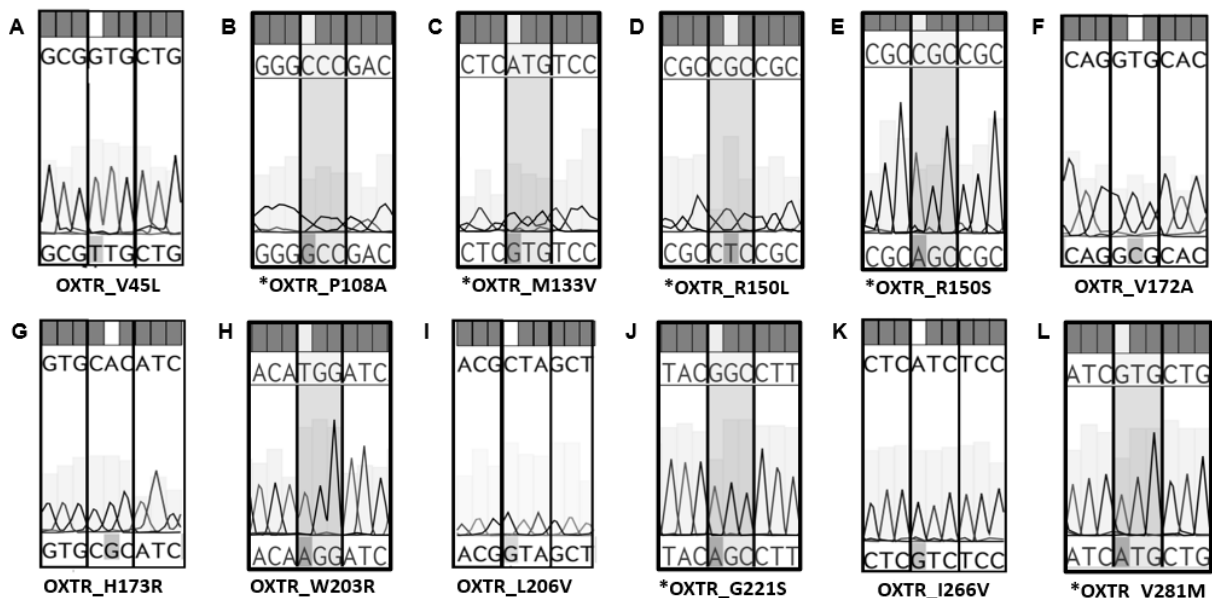 A
GCGGTGCTG
GCGTTGCTG
OXTR_V45L
B
GGGCCCGAC
GGGGCCGAC
*OXTR_P108A
C
CTCATGTCC
CTCGTGTCC
*OXTR_M133V
D
CGCCGCCGC
CGCCTCCGC
*OXTR_R150L
E
CGCCGCCGC
CGCAGCCGC
*OXTR_R150S
F
CAGGTGCAC
CAGGCGCAC
OXTR_V172A
G
GTGCACATC
GTGCGCATC
OXTR_H173R
H
ACATGGATC
ACAAGGATC
OXTR_W203R
I
ACGCTAGCT
ACGGTAGCT
OXTR_L206V
J
TACGGCCTT
TACAGCCTT
*OXTR_G221S
K
CTCATCTCC
CTCGTCTCC
OXTR_I266V
L
ATCGTGCTG
ATCATGCTG
*OXTR_V281M